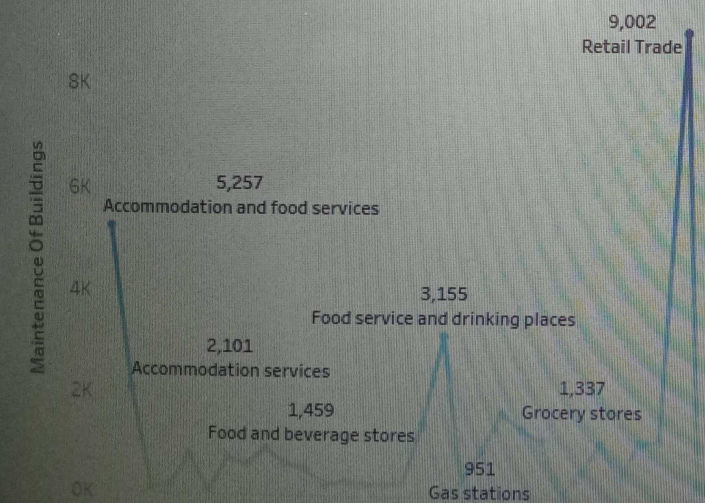 9,002
Retail Trade
8K
Maintenance Of Buildings
6K
5,257
Accommodation and food services
4K
3,155
Food service and drinking places
2,101
Accommodation services
2K
1,337
Grocery stores
1,459
Food and beverage stores
951
Gas stations
0K